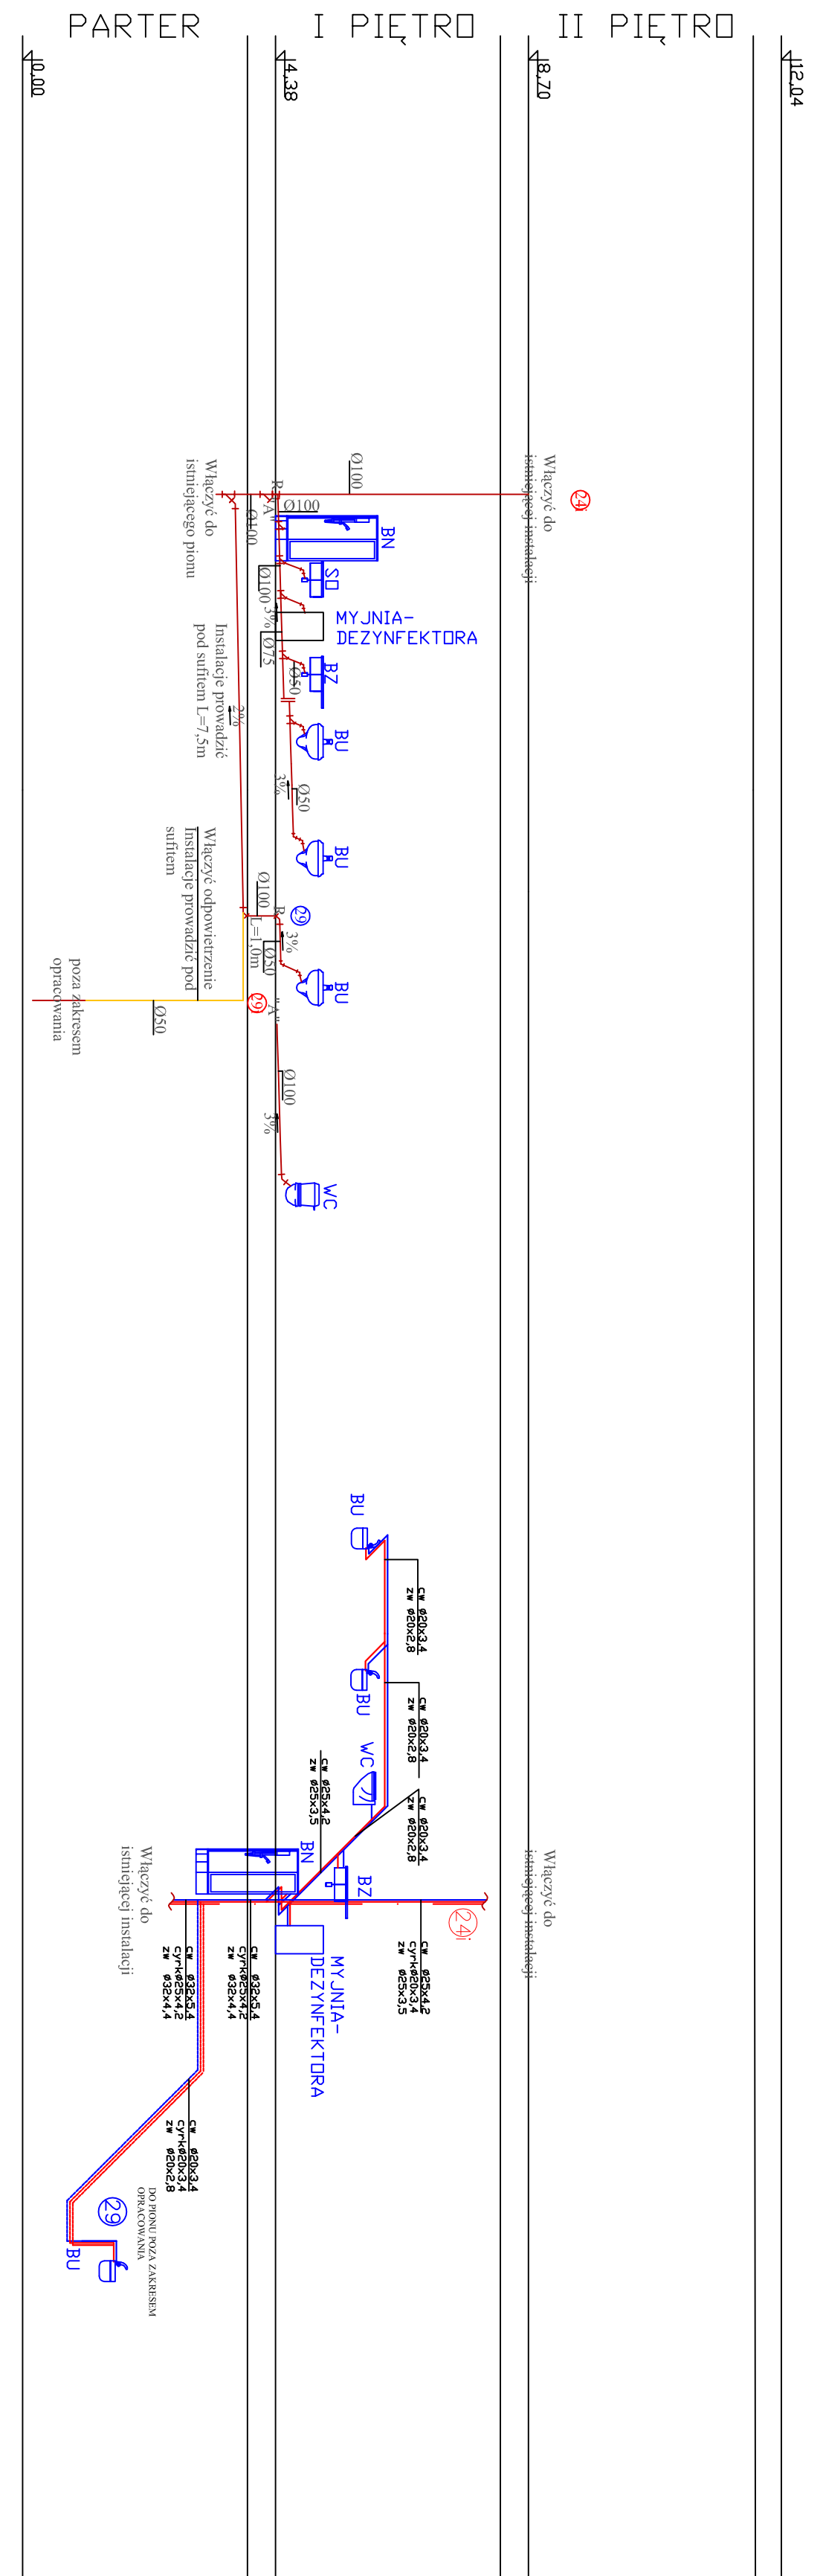 PARTER
I PIĘTRO
II PIĘTRO
0,00
4,38
8,70
12,04
Włączyć do
istniejącej instalacji
24i
Ø100
Włączyć do
istniejącego pionu
R
"A"
Ø100
Ø100
BN
SO
Ø100
3%
MYJNIA-
DEZYNFEKTORA
Ø75
BZ
Ø50
Instalacje prowadzić
pod sufitem L=7,5m
2%
BU
3%
Ø50
BU
Włączyć odpowietrzenie
Instalacje prowadzić pod
sufitem
Ø100
R
29
L=1,0m
3%
Ø50
BU
29i
"A"
poza zakresem
opracowania
Ø50
Ø100
3%
WC
BU
cw Ø20x3,4
zw Ø20x2,8
BU
cw Ø20x3,4
zw Ø20x2,8
WC
cw Ø25x4,2
zw Ø25x3,5
cw Ø20x3,4
zw Ø20x2,8
BN
BZ
Włączyć do
istniejącej instalacji
Włączyć do
istniejącej instalacji
24i
MYJNIA-
DEZYNFEKTORA
cw Ø32x5,4
cyrkØ25x4,2
zw Ø32x4,4
cw Ø32x5,4
cyrkØ25x4,2
zw Ø32x4,4
cw Ø25x4,2
cyrkØ20x3,4
zw Ø25x3,5
cw Ø20x3,4
cyrkØ20x3,4
zw Ø20x2,8
29
DO PIONU POZA ZAKRESEM
OPRACOWANIA
BU